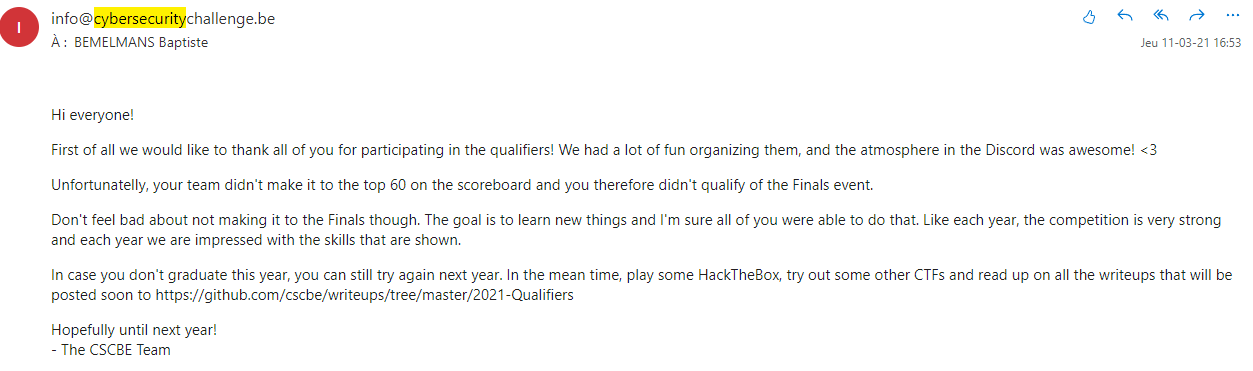 I
info@cybersecuritychallenge.be
À : BEMELMANS Baptiste
Jeu 11-03-21 16:53
Hi everyone!
First of all we would like to thank all of you for participating in the qualifiers! We had a lot of fun organizing them, and the atmosphere in the Discord was awesome! <3
Unfortunatelly, your team didn't make it to the top 60 on the scoreboard and you therefore didn't qualify of the Finals event.
Don't feel bad about not making it to the Finals though. The goal is to learn new things and I'm sure all of you were able to do that. Like each year, the competition is very strong
and each year we are impressed with the skills that are shown.
In case you don't graduate this year, you can still try again next year. In the mean time, play some HackTheBox, try out some other CTFs and read up on all the writeups that will be
posted soon to https://github.com/cscbe/writeups/tree/master/2021-Qualifiers
Hopefully until next year!
- The CSCBE Team